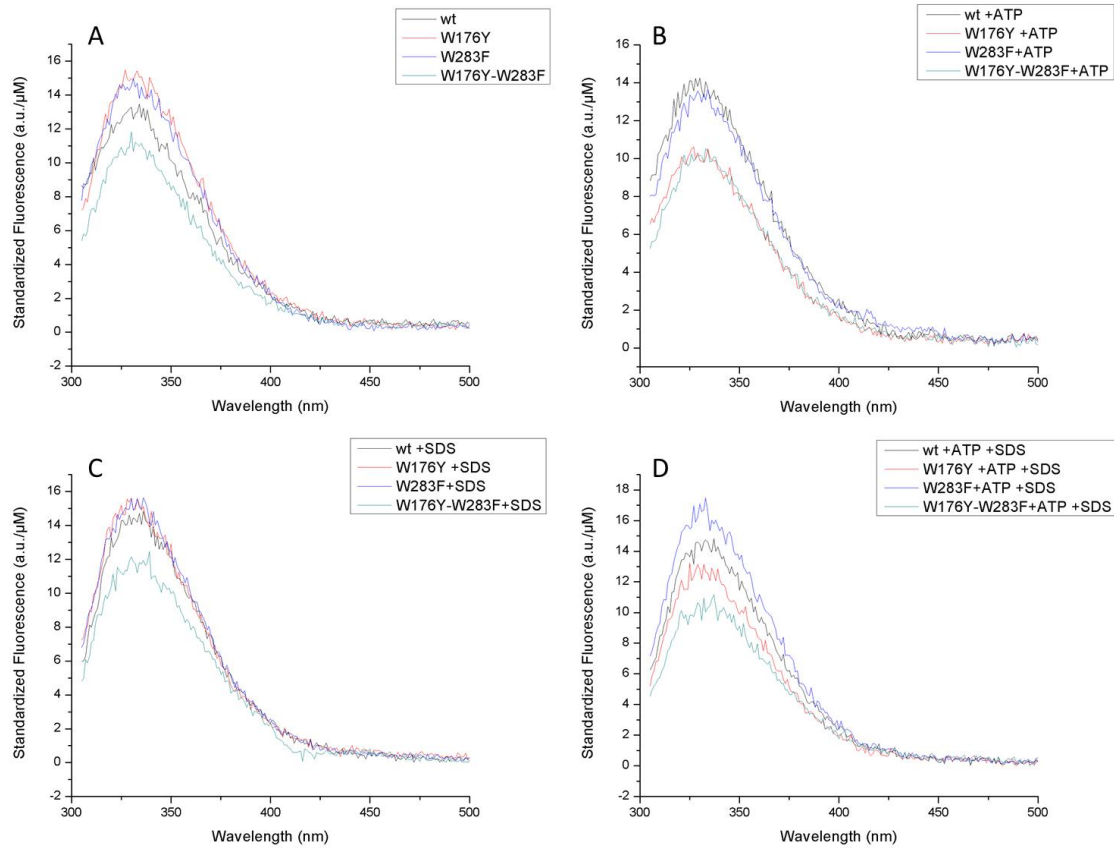 A
wt
W176Y
W283F
W176Y-W283F
Standardized Fluorescence (a.u./μM)
16
14
12
10
8
6
4
2
0
-2
300 350 400 450 500
Wavelength (nm)
B
wt +ATP
W176Y +ATP
W283F+ATP
W176Y-W283F+ATP
Standardized Fluorescence (a.u./μM)
16
14
12
10
8
6
4
2
0
300 350 400 450 500
Wavelength (nm)
C
wt +SDS
W176Y +SDS
W283F+SDS
W176Y-W283F+SDS
Standardized Fluorescence (a.u./μM)
16
14
12
10
8
6
4
2
0
-2
300 350 400 450 500
Wavelength (nm)
D
wt +ATP +SDS
W176Y +ATP +SDS
W283F+ATP +SDS
W176Y-W283F+ATP +SDS
Standardized Fluorescence (a.u./μM)
18
16
14
12
10
8
6
4
2
0
-2
300 350 400 450 500
Wavelength (nm)